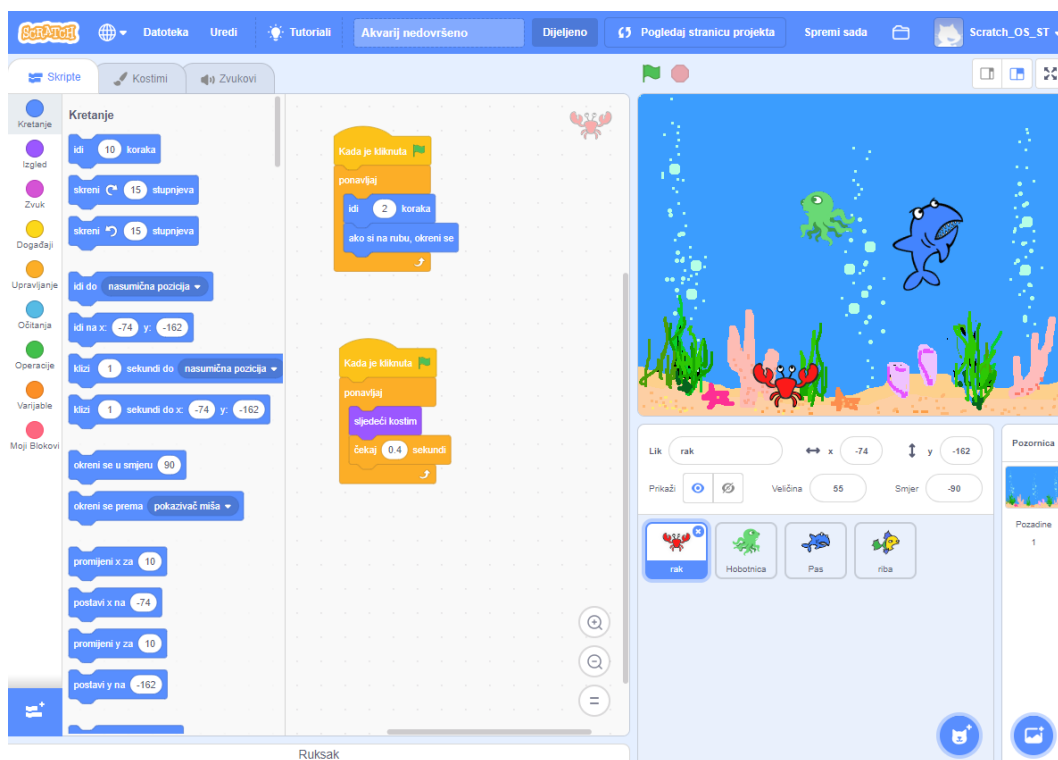 SCRATCH
Datoteka
Uredi
Tutoriali
Akvarij nedovršeno
Dijeljeno
Pogledaj stranicu projekta
Spremi sada
Scratch_OS_ST
Skripte
Kostimi
Zvukovi
Kretanje
Izgled
Zvuk
Događaji
Upravljanje
Očitanja
Operacije
Varijable
Moji Blokovi
Kretanje
idi 10 koraka
skreni 15 stupnjeva
skreni 15 stupnjeva
idi do nasumična pozicija
idi na x: -74 y: -162
klizi 1 sekundi do nasumična pozicija
klizi 1 sekundi do x: -74 y: -162
okreni se u smjeru 90
okreni se prema pokazivač miša
promijeni x za 10
postavi x na -74
promijeni y za 10
postavi y na -162
Kada je kliknuta
ponavljaj
idi 2 koraka
ako si na rubu, okreni se
Kada je kliknuta
ponavljaj
sljedeći kostim
čekaj 0.4 sekundi
=
Ruksak
Lik rak x -74 y -162
Prikaži Veličina 55 Smjer -90
rak
Hobotnica
Pas
riba
Pozornica
Pozadine
1